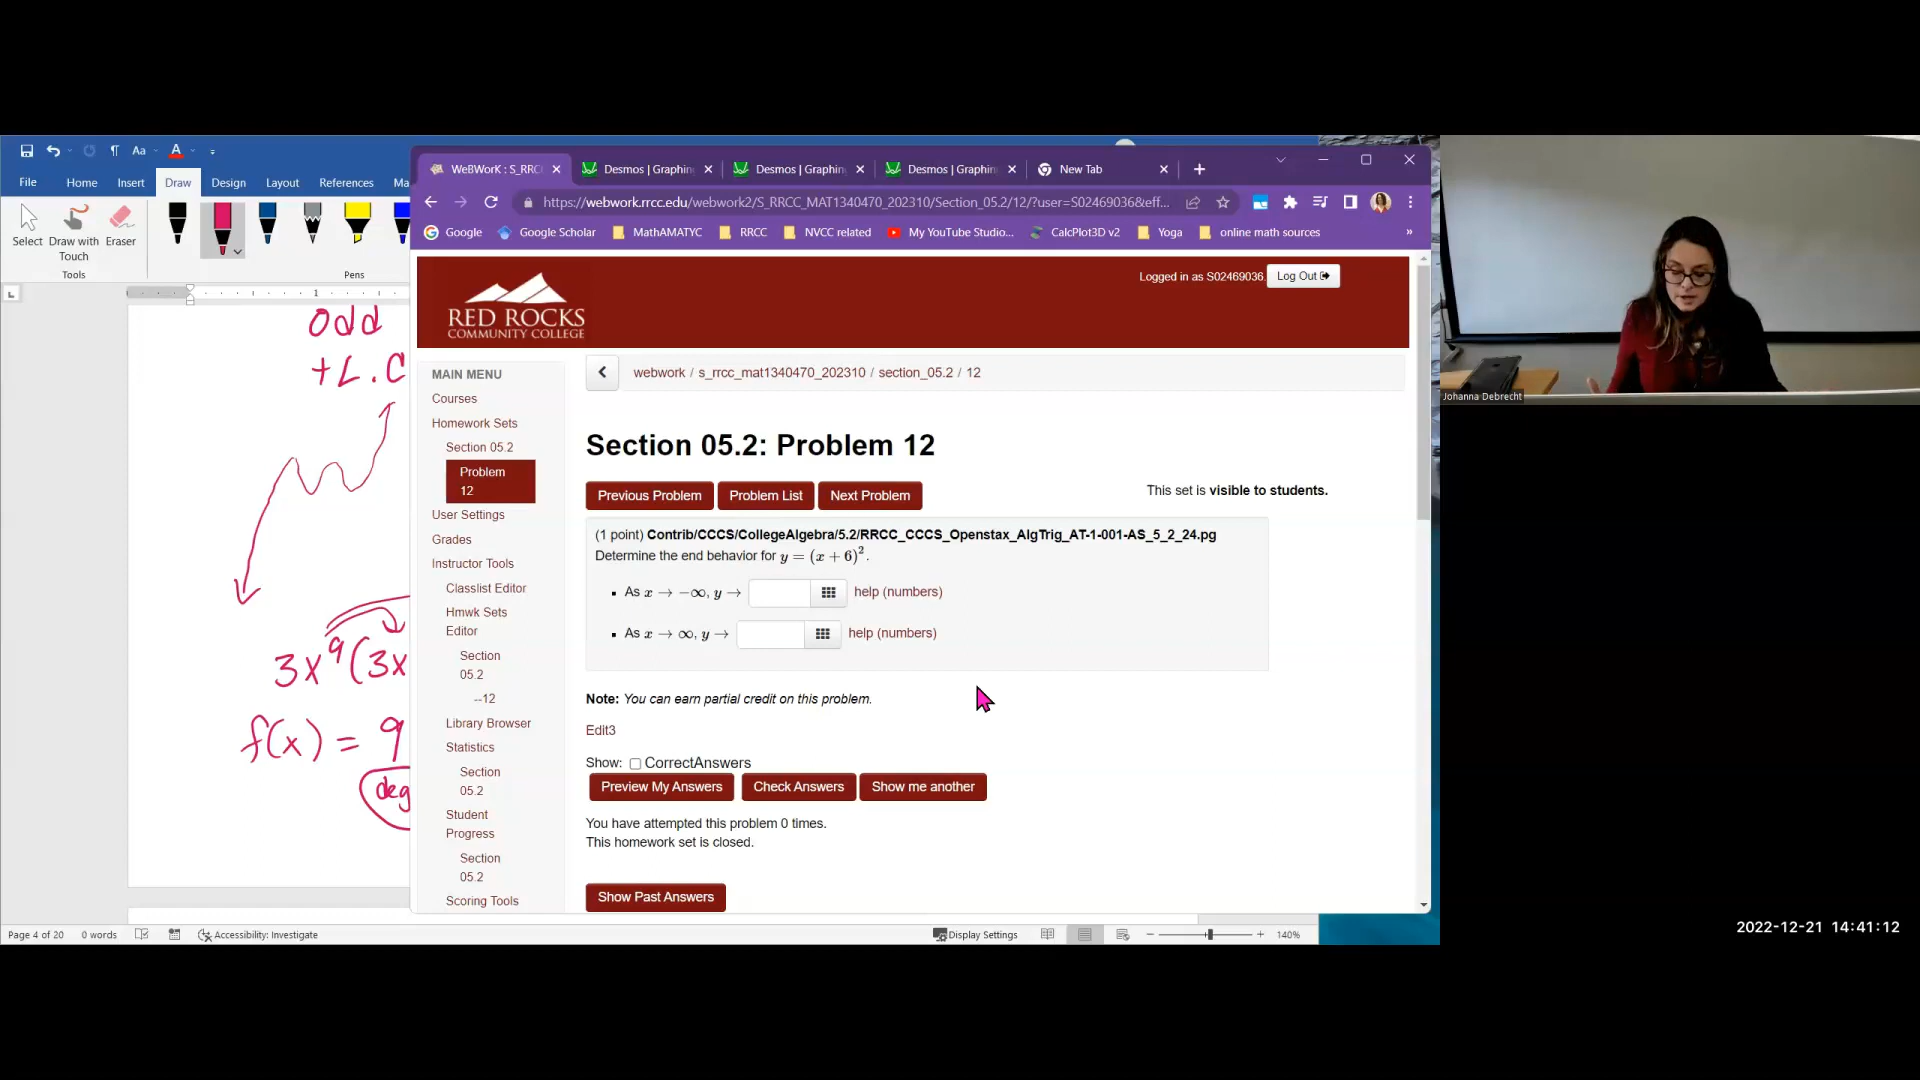 File Home Insert Draw Design Layout References Ma
Select Draw with Touch Eraser
Tools
Pens
1
odd
+L.C
3x⁹(3x
f(x) = 9
deg
Page 4 of 20 0 words Accessibility: Investigate Display Settings 140%
WeBWorK : S_RRC Desmos | Graphin Desmos | Graphin Desmos | Graphin New Tab
https://webwork.rrcc.edu/webwork2/S_RRCC_MAT1340470_202310/Section_05.2/12/?user=S02469036&eff...
Google Google Scholar MathAMATYC RRCC NVCC related My YouTube Studio... CalcPlot3D v2 Yoga online math sources »
RED ROCKS
COMMUNITY COLLEGE
Logged in as S02469036. Log Out
MAIN MENU
Courses
Homework Sets
Section 05.2
Problem
12
User Settings
Grades
Instructor Tools
Classlist Editor
Hmwk Sets
Editor
Section
05.2
--12
Library Browser
Statistics
Section
05.2
Student
Progress
Section
05.2
Scoring Tools
webwork / s_rrcc_mat1340470_202310 / section_05.2 / 12
Section 05.2: Problem 12
Previous Problem Problem List Next Problem
This set is visible to students.
(1 point) Contrib/CCCS/CollegeAlgebra/5.2/RRCC_CCCS_Openstax_AlgTrig_AT-1-001-AS_5_2_24.pg
Determine the end behavior for y = (x + 6)².
As x → −∞, y → help (numbers)
As x → ∞, y → help (numbers)
Note: You can earn partial credit on this problem.
Edit3
Show: CorrectAnswers
Preview My Answers Check Answers Show me another
You have attempted this problem 0 times.
This homework set is closed.
Show Past Answers
Johanna Debrecht
2022-12-21 14:41:12